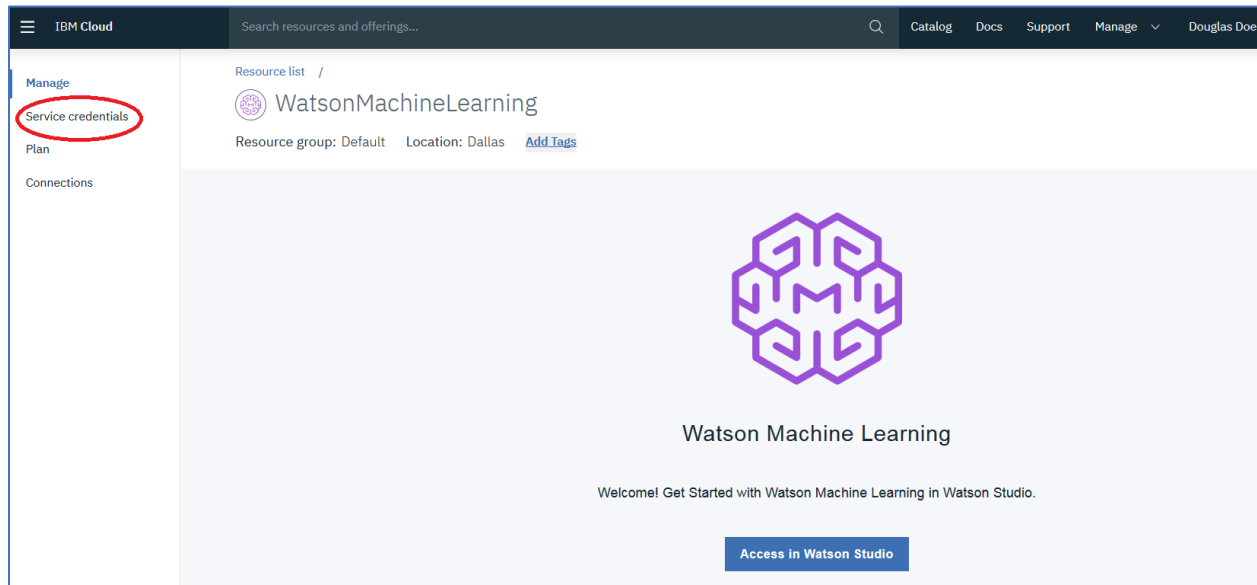 IBM Cloud Search resources and offerings... Catalog Docs Support Manage Douglas Doe
Manage
Service credentials
Plan
Connections
Resource list /
WatsonMachineLearning
Resource group: Default Location: Dallas Add Tags
Watson Machine Learning
Welcome! Get Started with Watson Machine Learning in Watson Studio.
Access in Watson Studio